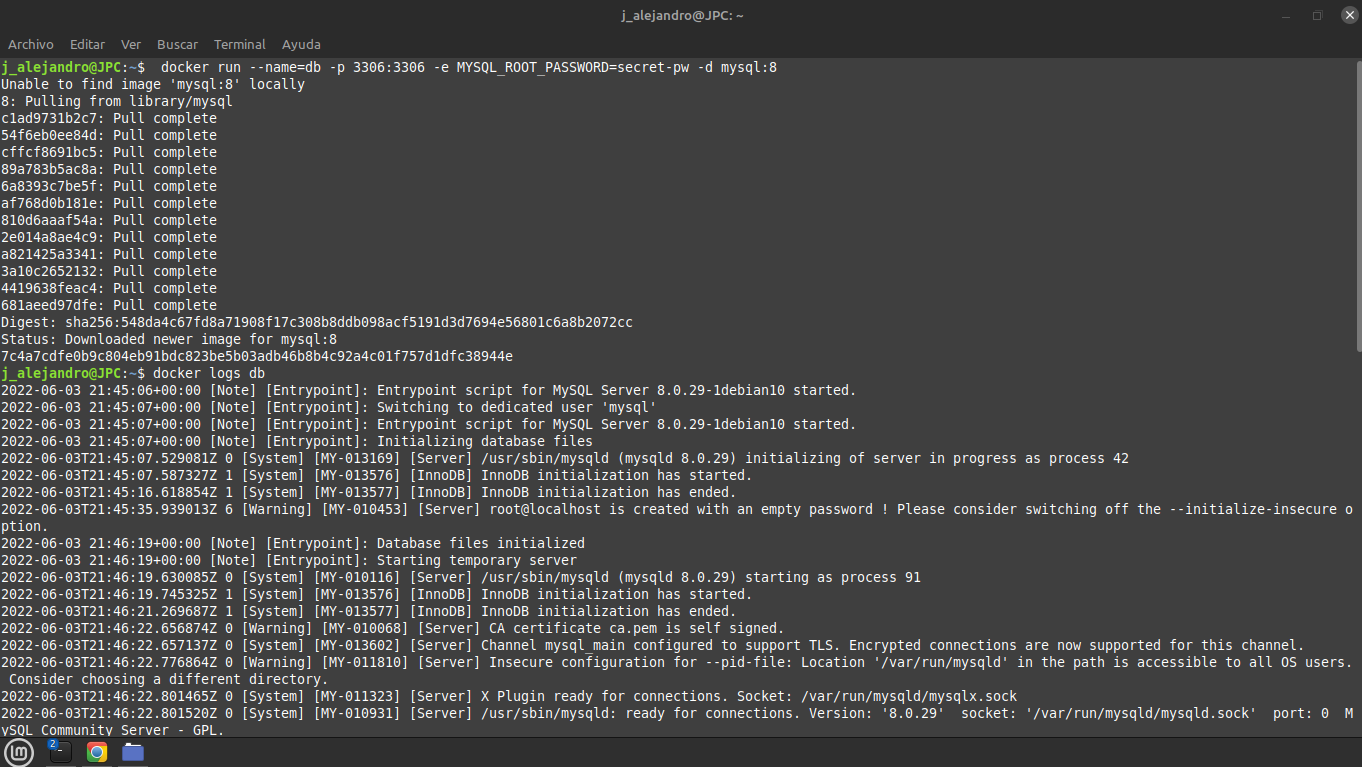 j_alejandro@JPC: ~
Archivo Editar Ver Buscar Terminal Ayuda
j_alejandro@JPC:~$  docker run --name=db -p 3306:3306 -e MYSQL_ROOT_PASSWORD=secret-pw -d mysql:8
Unable to find image 'mysql:8' locally
8: Pulling from library/mysql
c1ad9731b2c7: Pull complete
54f6eb0ee84d: Pull complete
cffcf8691bc5: Pull complete
89a783b5ac8a: Pull complete
6a8393c7be5f: Pull complete
af768d0b181e: Pull complete
810d6aaaf54a: Pull complete
2e014a8ae4c9: Pull complete
a821425a3341: Pull complete
3a10c2652132: Pull complete
4419638feac4: Pull complete
681aeed97dfe: Pull complete
Digest: sha256:548da4c67fd8a71908f17c308b8ddb098acf5191d3d7694e56801c6a8b2072cc
Status: Downloaded newer image for mysql:8
7c4a7cdfe0b9c804eb91bdc823be5b03adb46b8b4c92a4c01f757d1dfc38944e
j_alejandro@JPC:~$ docker logs db
2022-06-03 21:45:06+00:00 [Note] [Entrypoint]: Entrypoint script for MySQL Server 8.0.29-1debian10 started.
2022-06-03 21:45:07+00:00 [Note] [Entrypoint]: Switching to dedicated user 'mysql'
2022-06-03 21:45:07+00:00 [Note] [Entrypoint]: Entrypoint script for MySQL Server 8.0.29-1debian10 started.
2022-06-03 21:45:07+00:00 [Note] [Entrypoint]: Initializing database files
2022-06-03T21:45:07.529081Z 0 [System] [MY-013169] [Server] /usr/sbin/mysqld (mysqld 8.0.29) initializing of server in progress as process 42
2022-06-03T21:45:07.587327Z 1 [System] [MY-013576] [InnoDB] InnoDB initialization has started.
2022-06-03T21:45:16.618854Z 1 [System] [MY-013577] [InnoDB] InnoDB initialization has ended.
2022-06-03T21:45:35.939013Z 6 [Warning] [MY-010453] [Server] root@localhost is created with an empty password ! Please consider switching off the --initialize-insecure o
ption.
2022-06-03 21:46:19+00:00 [Note] [Entrypoint]: Database files initialized
2022-06-03 21:46:19+00:00 [Note] [Entrypoint]: Starting temporary server
2022-06-03T21:46:19.630085Z 0 [System] [MY-010116] [Server] /usr/sbin/mysqld (mysqld 8.0.29) starting as process 91
2022-06-03T21:46:19.745325Z 1 [System] [MY-013576] [InnoDB] InnoDB initialization has started.
2022-06-03T21:46:21.269687Z 1 [System] [MY-013577] [InnoDB] InnoDB initialization has ended.
2022-06-03T21:46:22.656874Z 0 [Warning] [MY-010068] [Server] CA certificate ca.pem is self signed.
2022-06-03T21:46:22.657137Z 0 [System] [MY-013602] [Server] Channel mysql_main configured to support TLS. Encrypted connections are now supported for this channel.
2022-06-03T21:46:22.776864Z 0 [Warning] [MY-011810] [Server] Insecure configuration for --pid-file: Location '/var/run/mysqld' in the path is accessible to all OS users.
 Consider choosing a different directory.
2022-06-03T21:46:22.801465Z 0 [System] [MY-011323] [Server] X Plugin ready for connections. Socket: /var/run/mysqld/mysqlx.sock
2022-06-03T21:46:22.801520Z 0 [System] [MY-010931] [Server] /usr/sbin/mysqld: ready for connections. Version: '8.0.29'  socket: '/var/run/mysqld/mysqld.sock'  port: 0  M
ySQL Community Server - GPL.
2